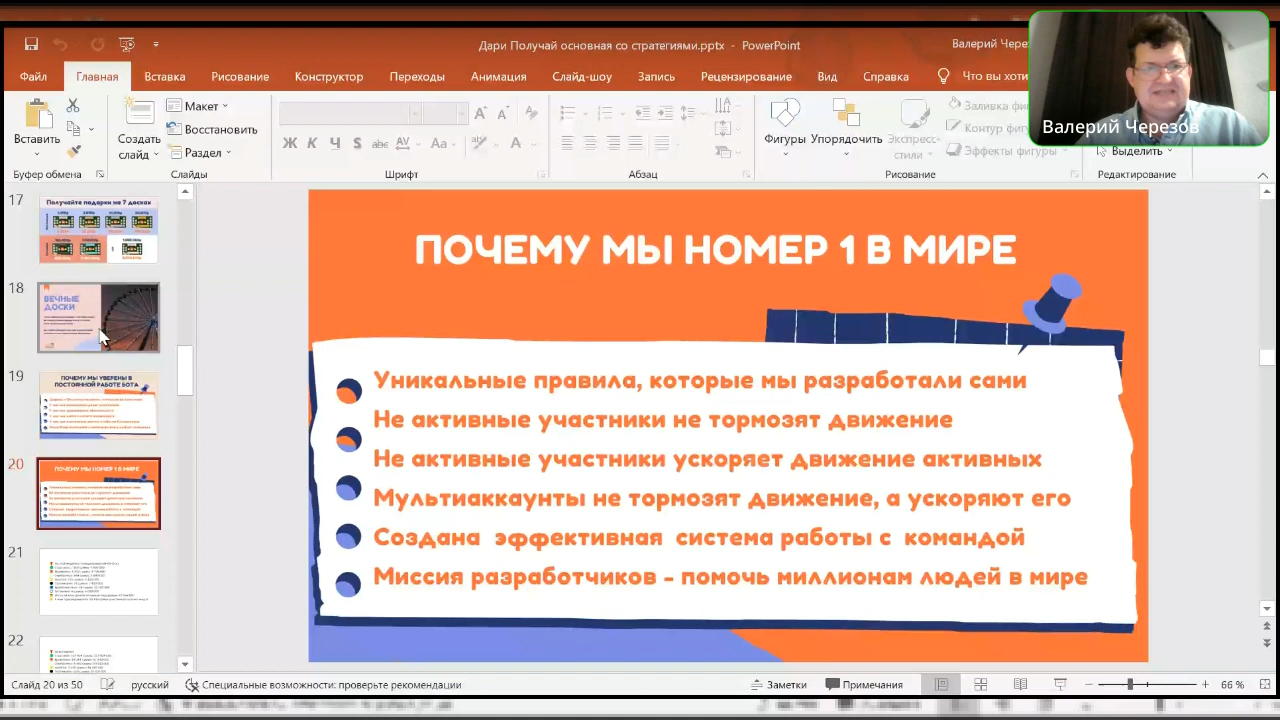 Дари Получай основная со стратегиями.pptx - PowerPoint
Валерий Чере
Файл Главная Вставка Рисование Конструктор Переходы Анимация Слайд-шоу Запись Рецензирование Вид Справка Что вы хоти
Валерий Черезов
Вставить
Буфер обмена
Создать слайд
Макет
Восстановить
Раздел
Слайды
Ж К Ч S abc AV Aa A
Шрифт
Абзац
Фигуры
Упорядочить
Экспресс-стили
Заливка фиг
Контур фигу
Эффекты фигуры
Рисование
Выделить
Редактирование
17
Получайте подарки на 7 досках
18
ВЕЧНЫЕ
ДОСКИ
19
ПОЧЕМУ МЫ УВЕРЕНЫ В
ПОСТОЯННОЙ РАБОТЕ БОТА
20
ПОЧЕМУ МЫ НОМЕР 1 В МИРЕ
21
22
ПОЧЕМУ МЫ НОМЕР 1 В МИРЕ
Уникальные правила, которые мы разработали сами
Не активные участники не тормозят движение
Не активные участники ускоряет движение активных
Мультиаккаунты не тормозят движение, а ускоряют его
Создана эффективная система работы с командой
Миссия разработчиков - помочь миллионам людей в мире
Слайд 20 из 50 русский Специальные возможности: проверьте рекомендации Заметки Примечания 66 %